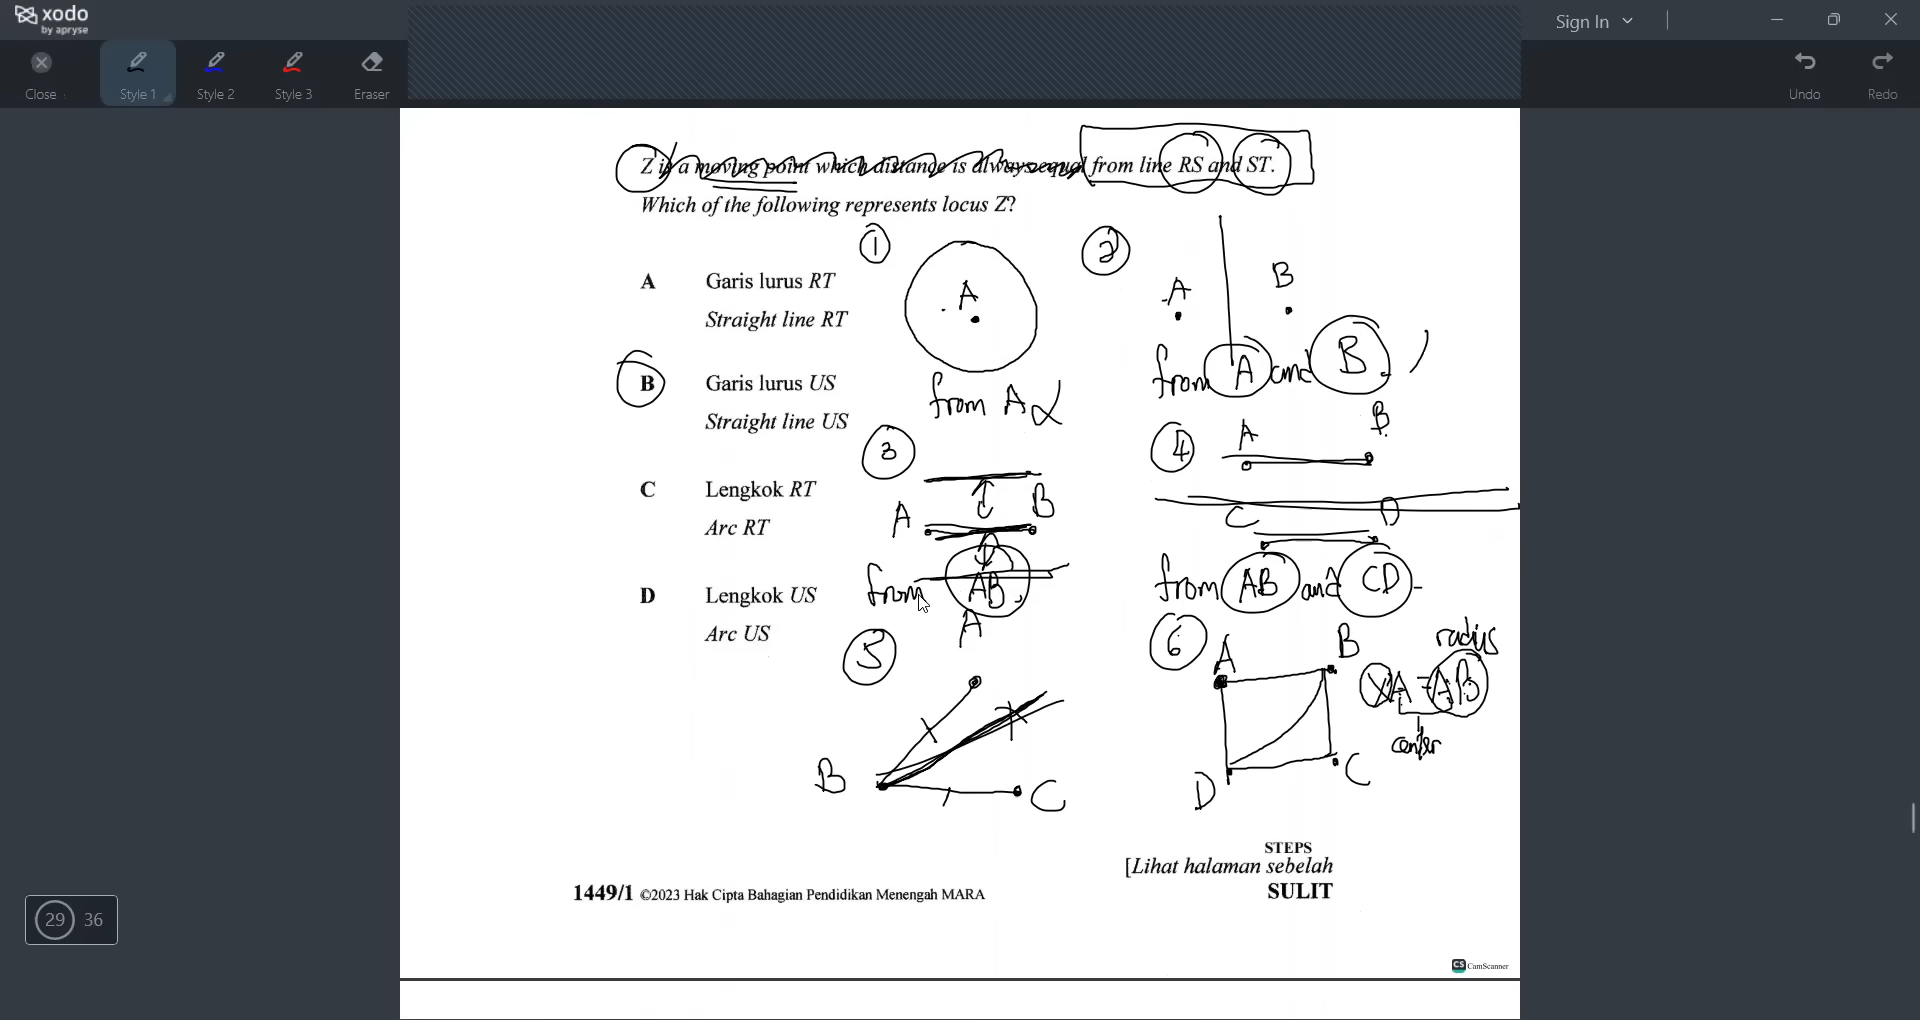 xodo
by apryse
Sign In
Close
Style 1
Style 2
Style 3
Eraser
Undo
Redo
Z is a moving point which distance is always equal from line RS and ST.
Which of the following represents locus Z?
1
2
A Garis lurus RT
Straight line RT
A
A
B
B Garis lurus US
Straight line US
from A
from A and B
3
4
A
B
C Lengkok RT
Arc RT
A
B
C
D
from AB
from AB and CD
D Lengkok US
Arc US
5
A
6
A
B
radius
XA = AB
center
B
C
D
C
STEPS
[Lihat halaman sebelah
1449/1 ©2023 Hak Cipta Bahagian Pendidikan Menengah MARA
SULIT
29 36
CS CamScanner